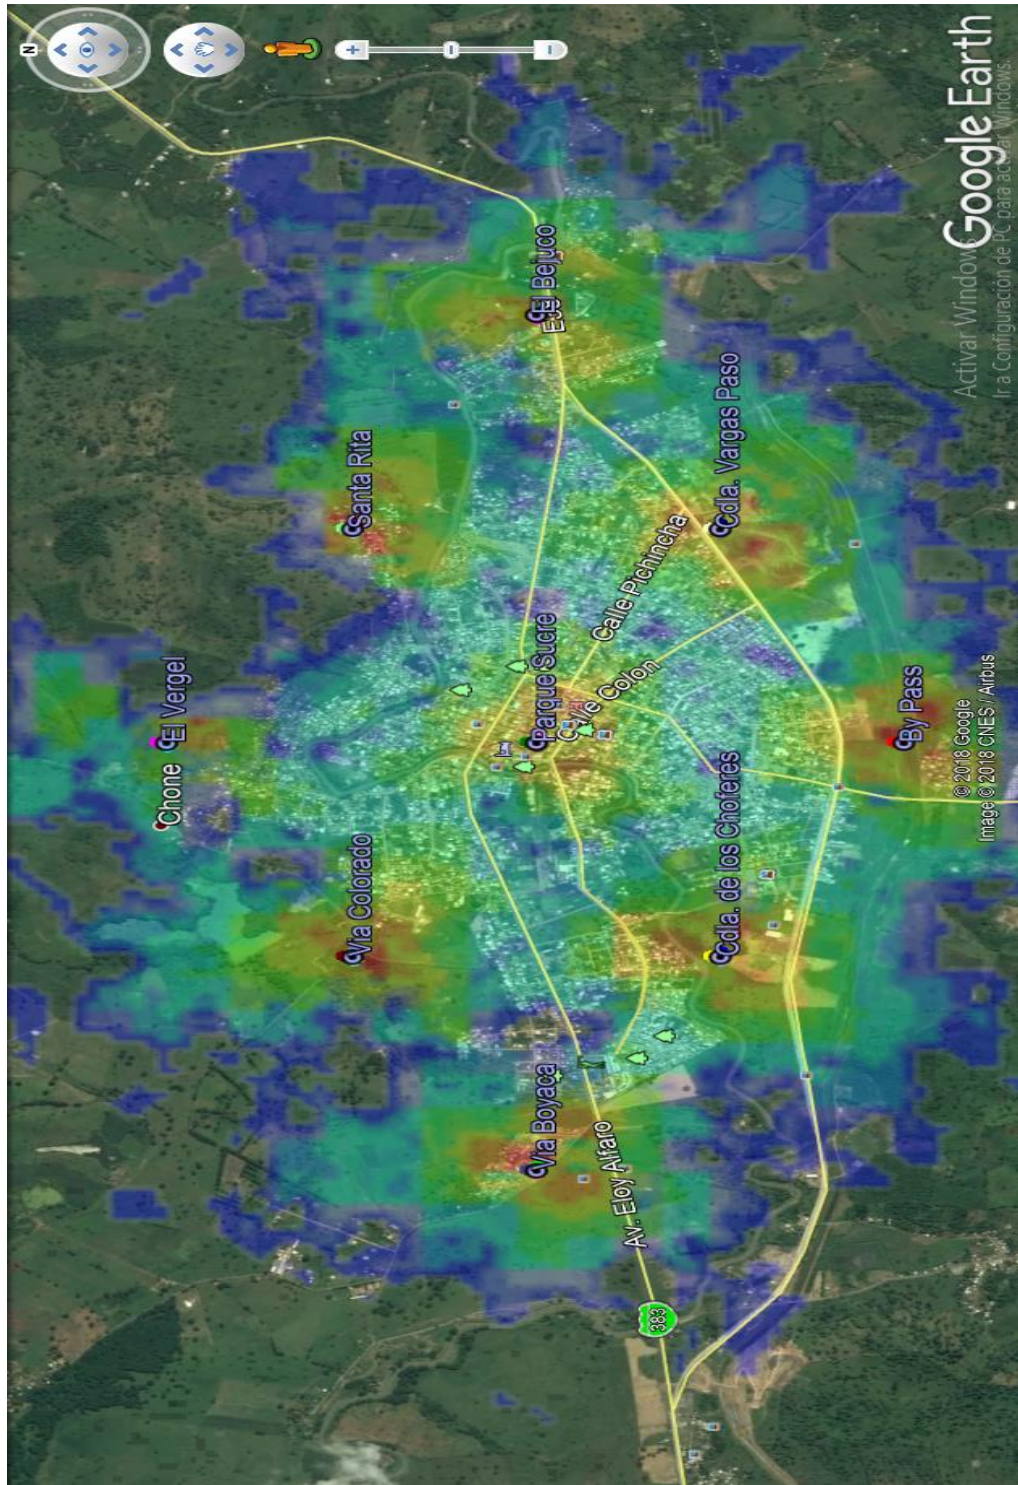 N
Chone
El Vergel
Via Colorado
Santa Rita
Via Boyaca
Parque Sucre
El Bejuco
Calle Colon
Calle Pichincha
Av. Eloy Alfaro
383
Cdla. de los Choferes
Cdla. Vargas Paso
By Pass
© 2018 Google
Image © 2018 CNES / Airbus
Activar Windows
Google Earth
Ir a Configuración de PC para activar Windows.